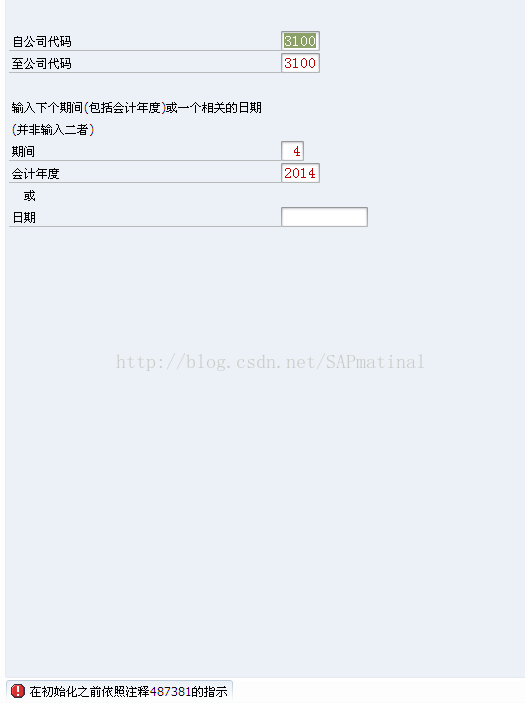 自公司代码 3100
至公司代码 3100
输入下个期间(包括会计年度)或一个相关的日期
(并非输入二者)
期间 4
会计年度 2014
或
日期
http://blog.csdn.net/SAPmatinal
在初始化之前依照注释487381的指示